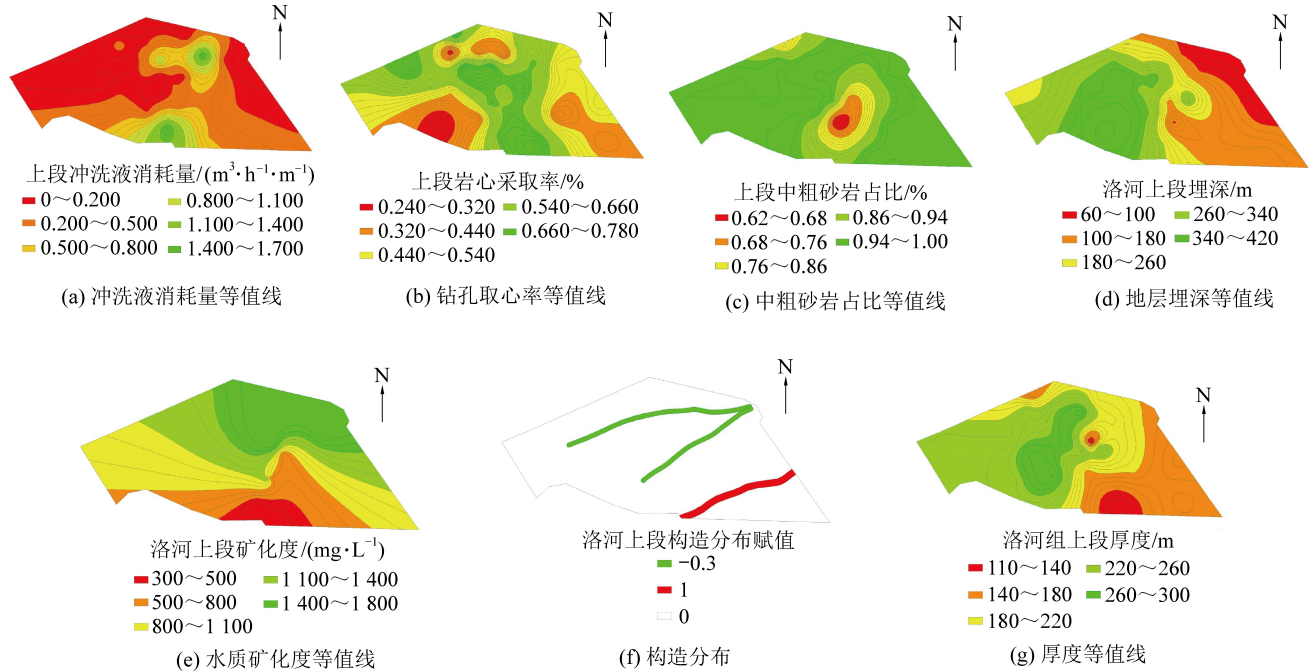 N
上段冲洗液消耗量/(m³·h⁻¹·m⁻¹)
0～0.200 0.800～1.100
0.200～0.500 1.100～1.400
0.500～0.800 1.400～1.700
(a) 冲洗液消耗量等值线
N
上段岩心采取率/%
0.240～0.320 0.540～0.660
0.320～0.440 0.660～0.780
0.440～0.540
(b) 钻孔取心率等值线
N
上段中粗砂岩占比/%
0.62～0.68 0.86～0.94
0.68～0.76 0.94～1.00
0.76～0.86
(c) 中粗砂岩占比等值线
N
洛河上段埋深/m
60～100 260～340
100～180 340～420
180～260
(d) 地层埋深等值线
N
洛河上段矿化度/(mg·L⁻¹)
300～500 1 100～1 400
500～800 1 400～1 800
800～1 100
(e) 水质矿化度等值线
N
洛河上段构造分布赋值
−0.3
1
0
(f) 构造分布
N
洛河组上段厚度/m
110～140 220～260
140～180 260～300
180～220
(g) 厚度等值线